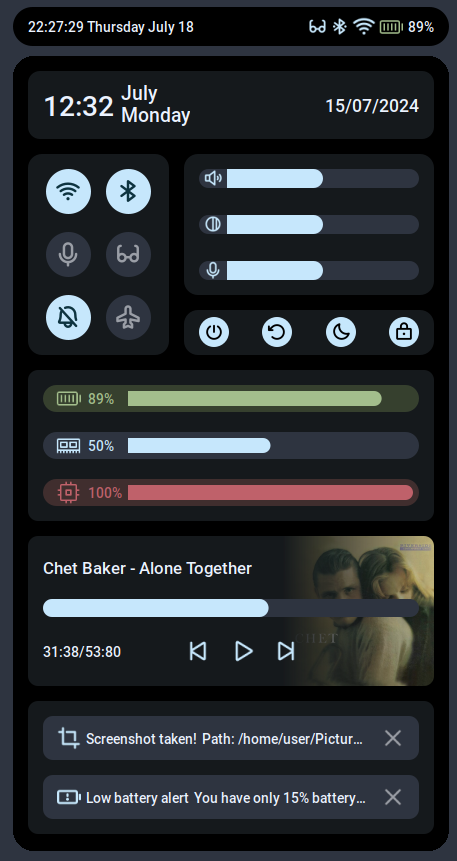 22:27:29 Thursday July 18
89%
12:32
July
Monday
15/07/2024
89%
50%
100%
Chet Baker - Alone Together
CHET
31:38/53:80
Screenshot taken! Path: /home/user/Pictur...
Low battery alert You have only 15% battery...